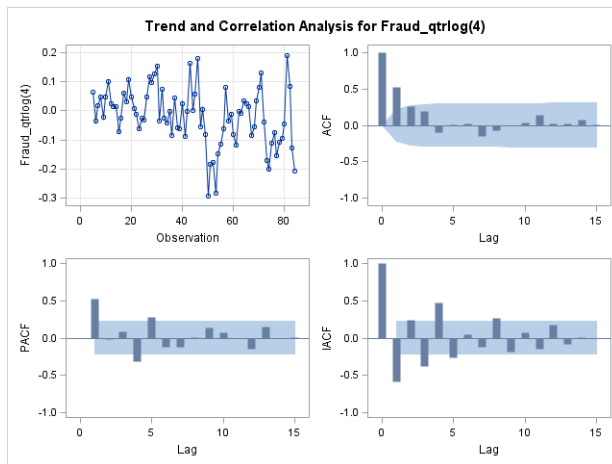 Trend and Correlation Analysis for Fraud_qtrlog(4)
Fraud_qtrlog(4)
0.2
0.1
0.0
-0.1
-0.2
-0.3
0 20 40 60 80
Observation
ACF
1.0
0.5
0.0
-0.5
-1.0
0 5 10 15
Lag
PACF
1.0
0.5
0.0
-0.5
-1.0
0 5 10 15
Lag
IACF
1.0
0.5
0.0
-0.5
-1.0
0 5 10 15
Lag